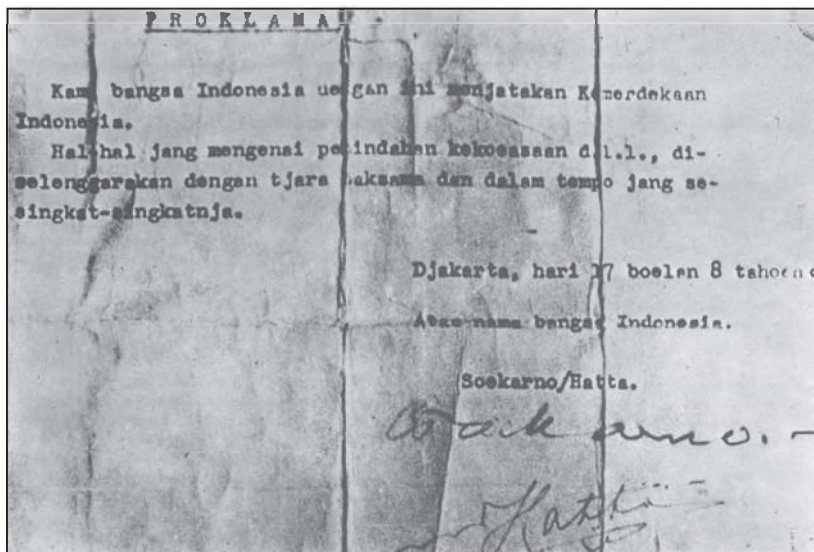 P R O K L A M A
Kami bangsa Indonesia dengan ini menjatakan Kemerdekaan
Indonesia.
Hal-hal jang mengenai pemindahan kekoeasaan d.l.l., di-
selenggarakan dengan tjara saksama dan dalam tempo jang se-
singkat-singkatnja.
Djakarta, hari 17 boelan 8 tahoen
Atas nama bangsa Indonesia.
Soekarno/Hatta.
Soekarno.
Hatta